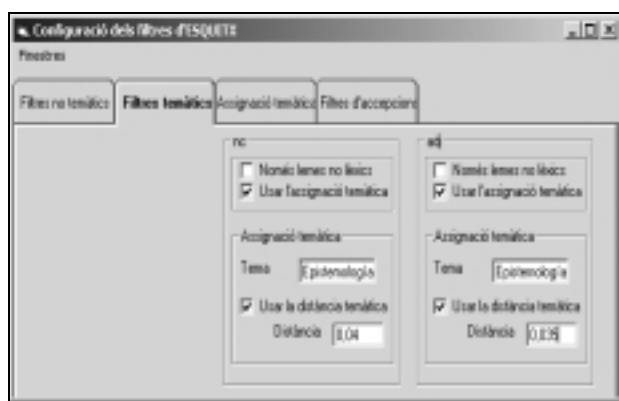 Configuració dels filtres d'ESQUITX
Finestres
Filtres no temàtics Filtres temàtics Assignació temàtica Filtres d'accepcions
nc adj
Només lemes no lèxics Només lemes no lèxics
Usar l'assignació temàtica Usar l'assignació temàtica
Assignació temàtica Assignació temàtica
Tema Epistemologia Tema Epistemologia
Usar la distància temàtica Usar la distància temàtica
Distància 0,04 Distància 0,035